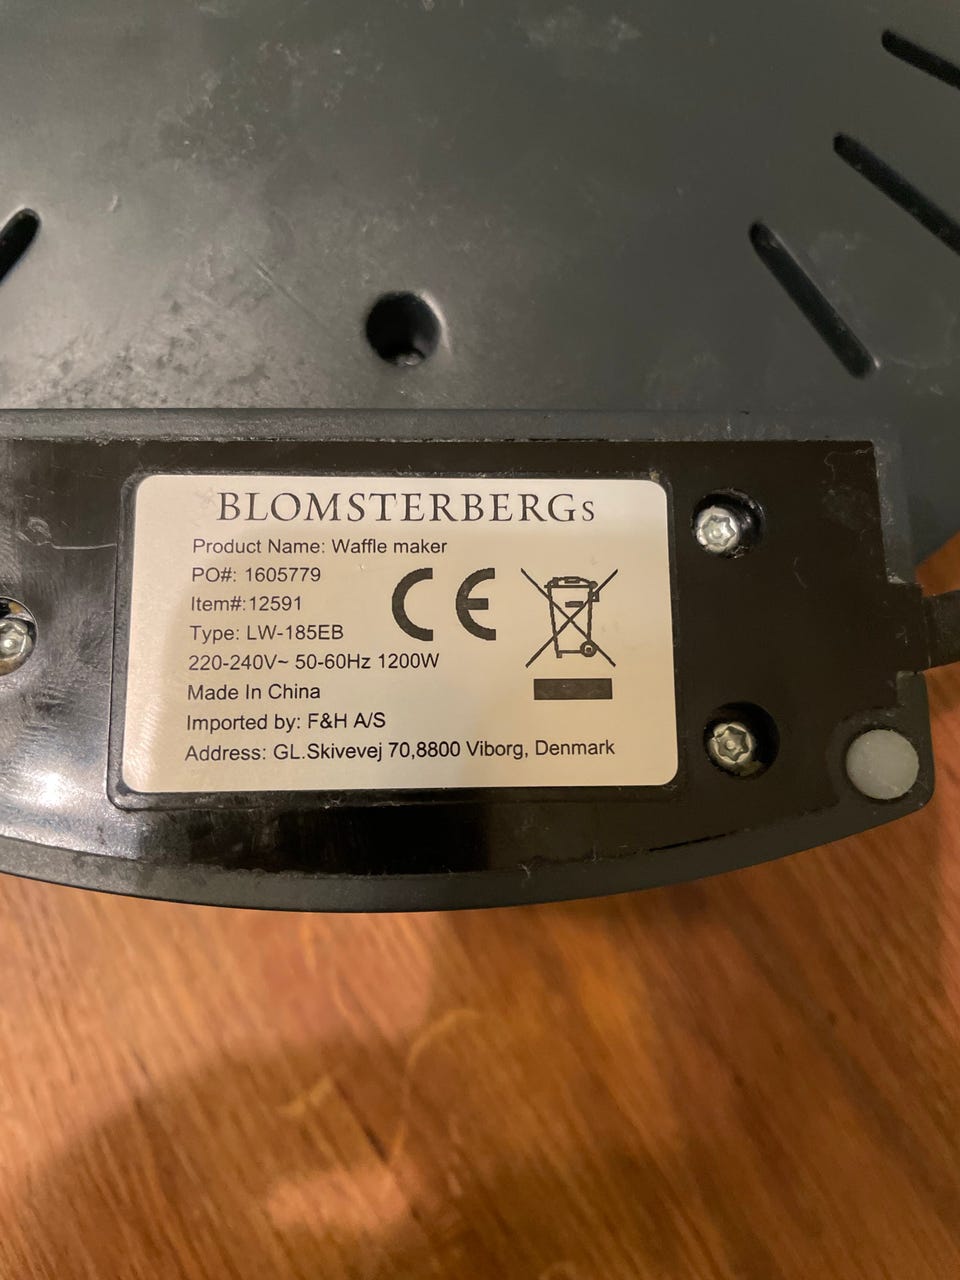 BLOMSTERBERGS
Product Name: Waffle maker
PO#: 1605779
Item#:12591
Type: LW-185EB
CE
220-240V~ 50-60Hz 1200W
Made In China
Imported by: F&H A/S
Address: GL.Skivevej 70,8800 Viborg, Denmark